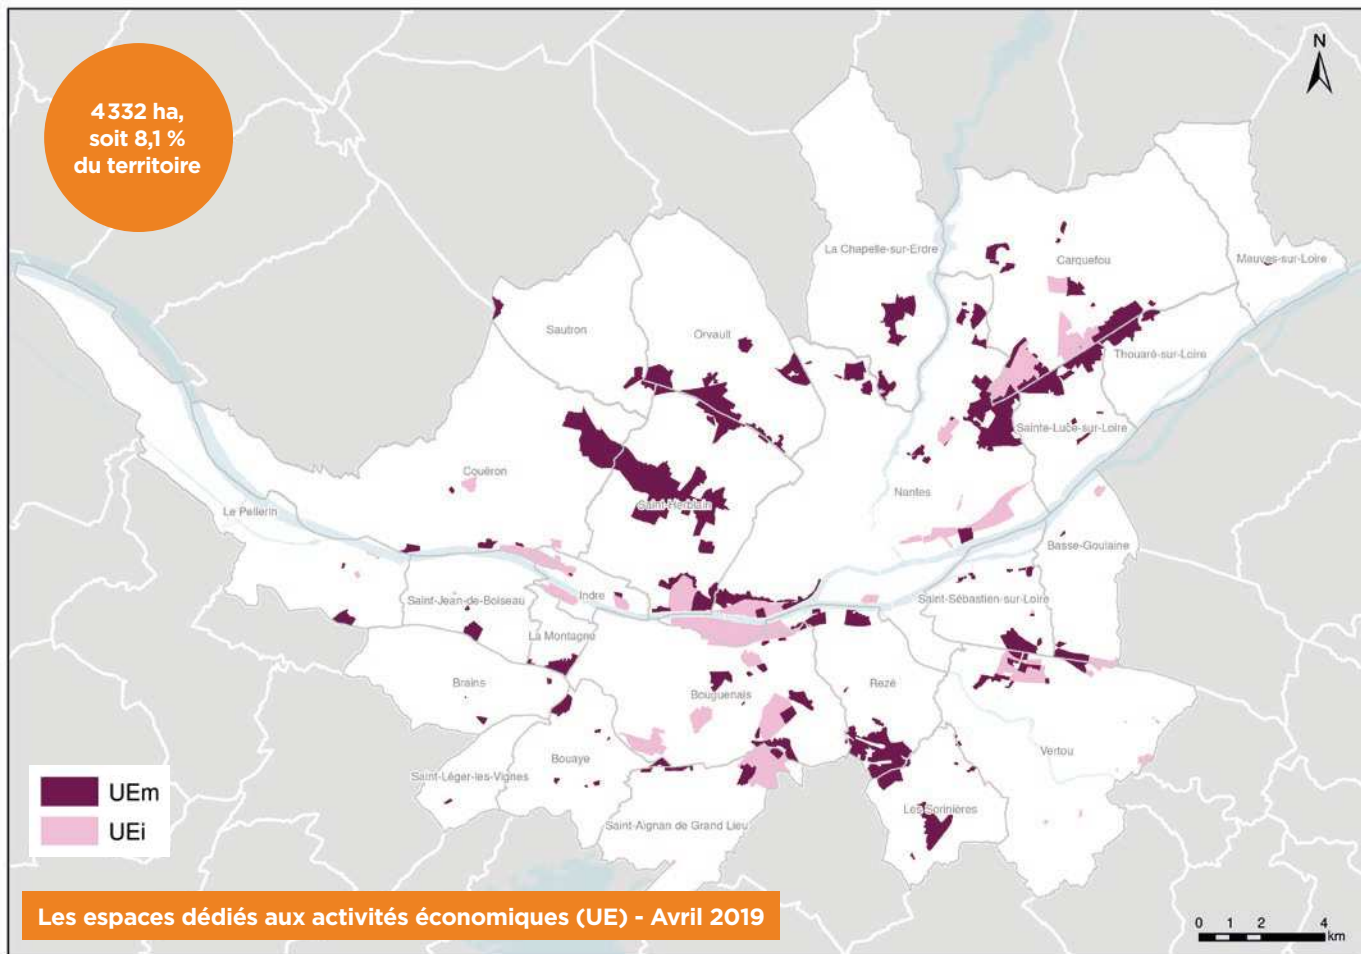 4 332 ha,
soit 8,1 %
du territoire
N
La Chapelle-sur-Erdre
Carquefou
Mauves-sur-Loire
Sautron
Orvault
Thouaré-sur-Loire
Sainte-Luce-sur-Loire
Couëron
Nantes
Saint-Herblain
Le Pellerin
Basse-Goulaine
Saint-Jean-de-Boiseau
Indre
Saint-Sébastien-sur-Loire
La Montagne
Brains
Bouguenais
Rezé
Vertou
Bouaye
Saint-Léger-les-Vignes
UEm
UEi
Les Sorinières
Saint-Aignan de Grand Lieu
Les espaces dédiés aux activités économiques (UE) - Avril 2019
0 1 2 4
km